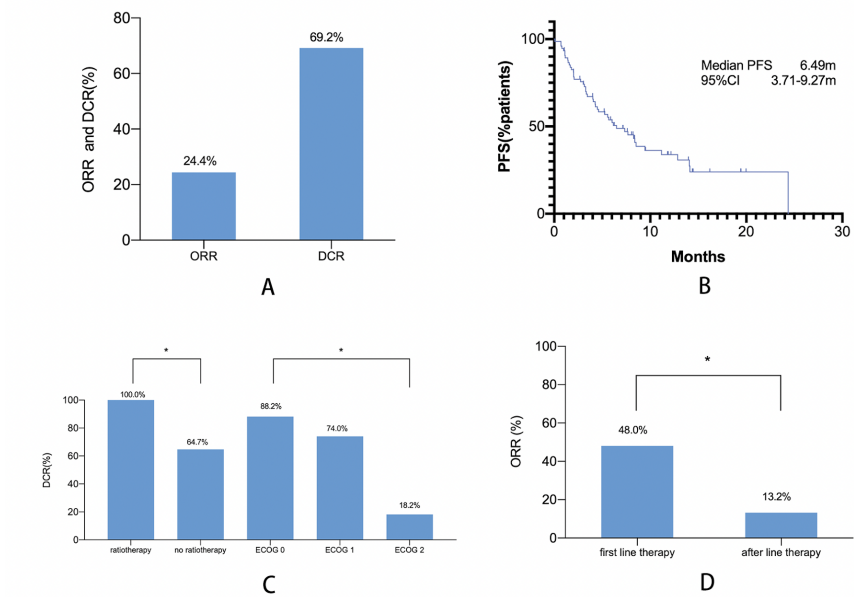 ORR and DCR(%)
80
60
40
20
0
24.4%
69.2%
ORR
DCR
A
PFS(%patients)
100
50
0
Median PFS 6.49m
95%CI 3.71-9.27m
0 10 20 30
Months
B
DCR(%)
100
80
60
40
20
0
*
*
100.0%
64.7%
88.2%
74.0%
18.2%
ratiotherapy
no ratiotherapy
ECOG 0
ECOG 1
ECOG 2
C
ORR (%)
100
80
60
40
20
0
*
48.0%
13.2%
first line therapy
after line therapy
D